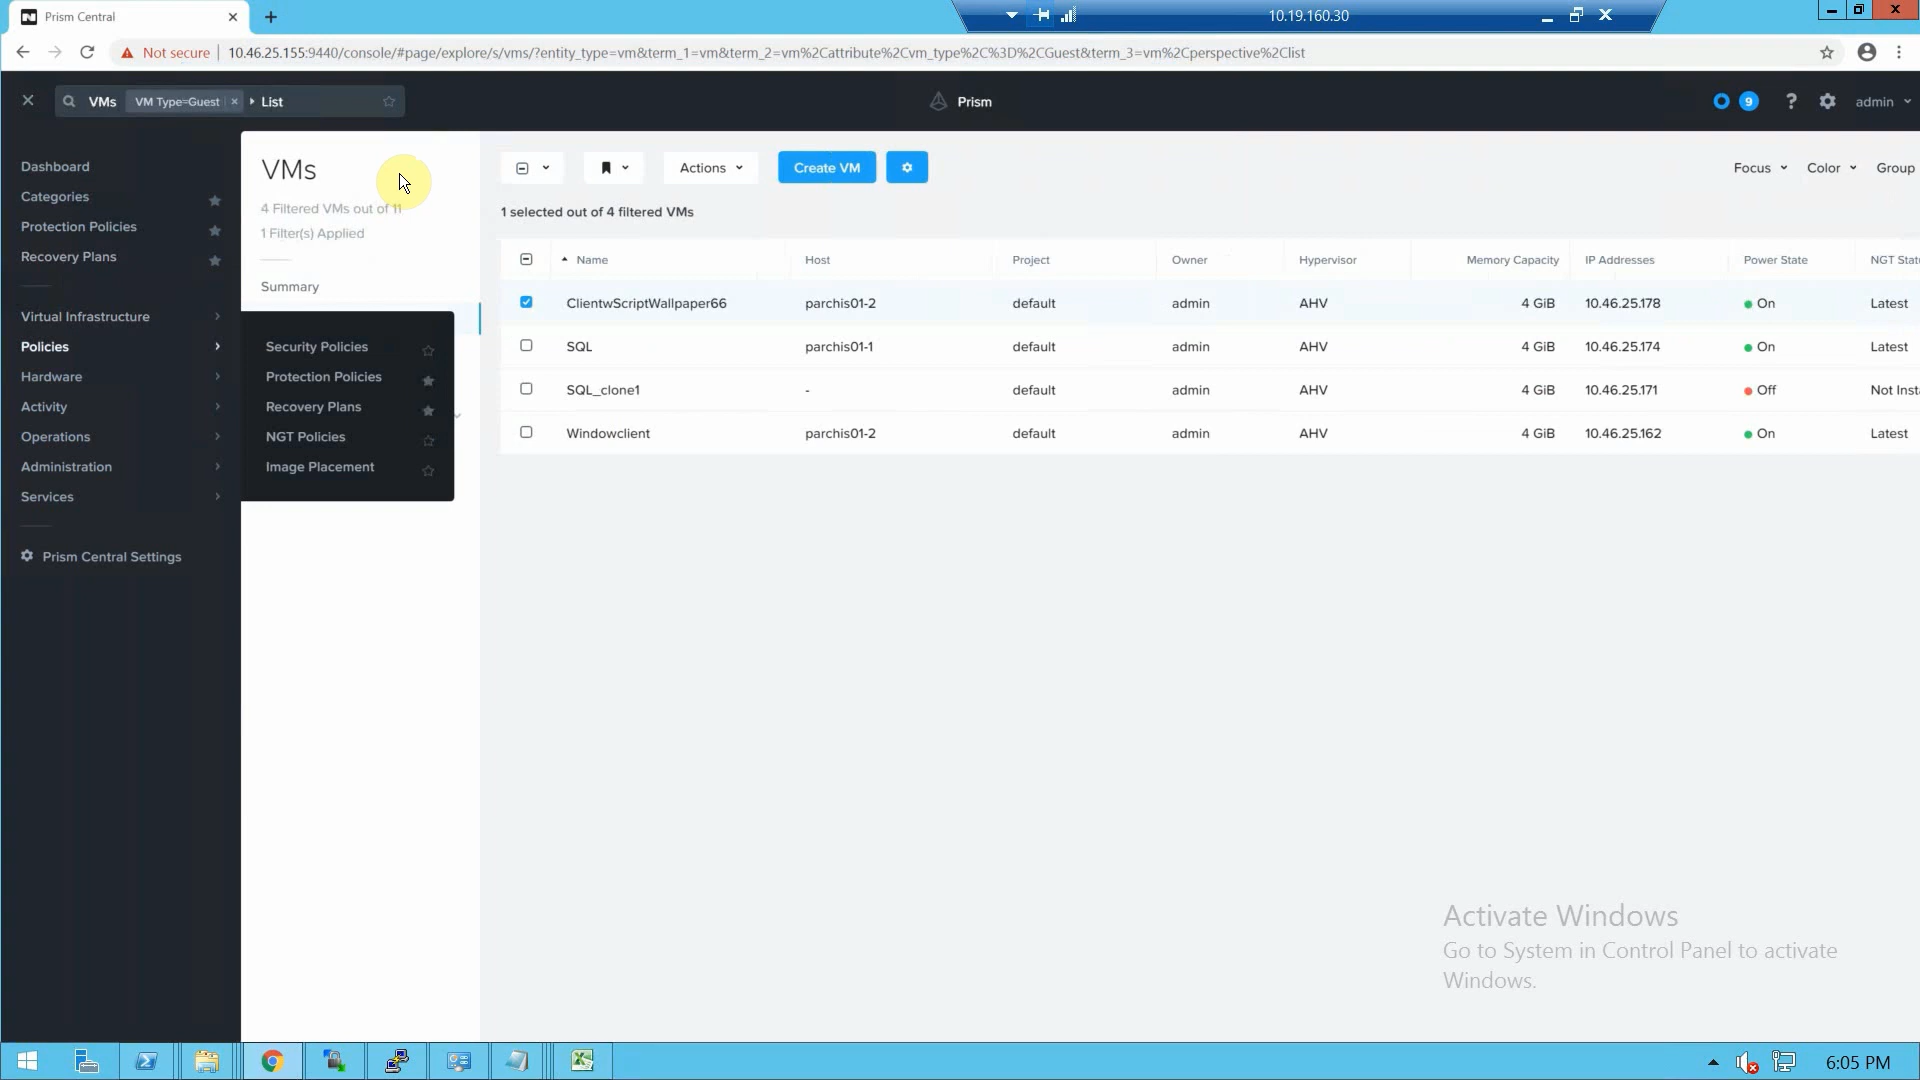 Prism Central
10.19.160.30
Not secure
10.46.25.155:9440/console/#page/explore/s/vms/?entity_type=vm&term_1=vm&term_2=vm%2Cattribute%2Cvm_type%2C%3D%2CGuest&term_3=vm%2Cperspective%2Clist
VMs VM Type=Guest List
Prism
9
?
admin
Dashboard
Categories
Protection Policies
Recovery Plans
Virtual Infrastructure
Policies
Hardware
Activity
Operations
Administration
Services
Prism Central Settings
VMs
4 Filtered VMs out of 11
1 Filter(s) Applied
Summary
Security Policies
Protection Policies
Recovery Plans
NGT Policies
Image Placement
Actions Create VM
Focus Color Group
1 selected out of 4 filtered VMs
Name Host Project Owner Hypervisor Memory Capacity IP Addresses Power State NGT Stat
ClientwScriptWallpaper66 parchis01-2 default admin AHV 4 GiB 10.46.25.178 On Latest
SQL parchis01-1 default admin AHV 4 GiB 10.46.25.174 On Latest
SQL_clone1 - default admin AHV 4 GiB 10.46.25.171 Off Not Inst
Windowclient parchis01-2 default admin AHV 4 GiB 10.46.25.162 On Latest
Activate Windows
Go to System in Control Panel to activate
Windows.
6:05 PM